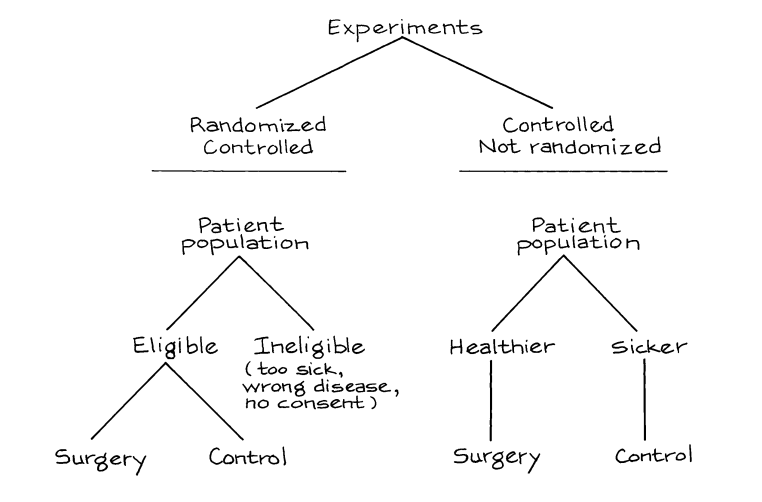 Experiments
Randomized
Controlled
Controlled
Not randomized
Patient
population
Patient
population
Eligible
Ineligible
(too sick,
wrong disease,
no consent)
Healthier
Sicker
Surgery
Control
Surgery
Control